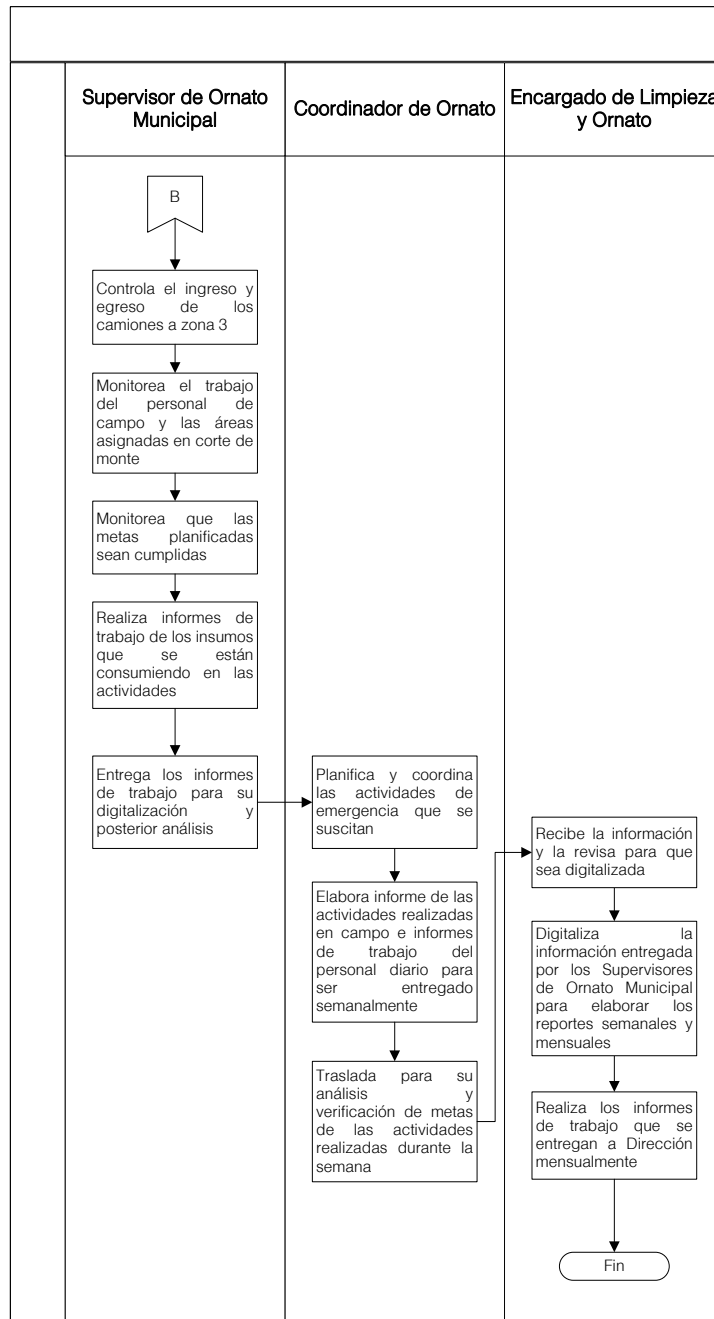 Supervisor de Ornato
Municipal
Coordinador de Ornato
Encargado de Limpieza
y Ornato
B
Controla el ingreso y
egreso de los
camiones a zona 3
Monitorea el trabajo
del personal de
campo y las áreas
asignadas en corte de
monte
Monitorea que las
metas planificadas
sean cumplidas
Realiza informes de
trabajo de los insumos
que se están
consumiendo en las
actividades
Entrega los informes
de trabajo para su
digitalización y
posterior análisis
Planifica y coordina
las actividades de
emergencia que se
suscitan
Elabora informe de las
actividades realizadas
en campo e informes
de trabajo del
personal diario para
ser entregado
semanalmente
Traslada para su
análisis y
verificación de metas
de las actividades
realizadas durante la
semana
Recibe la información
y la revisa para que
sea digitalizada
Digitaliza la
información entregada
por los Supervisores
de Ornato Municipal
para elaborar los
reportes semanales y
mensuales
Realiza los informes
de trabajo que se
entregan a Dirección
mensualmente
Fin